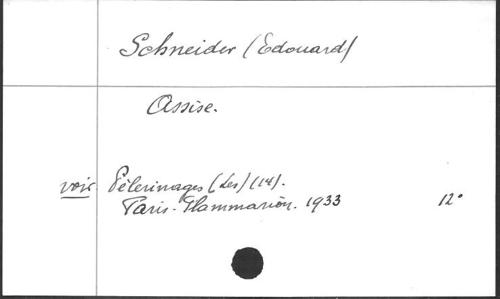 Schneider (Edouard)
Assise.
voir Pèlerinages (Les) (14).
Paris - Flammarion. 1933 12°